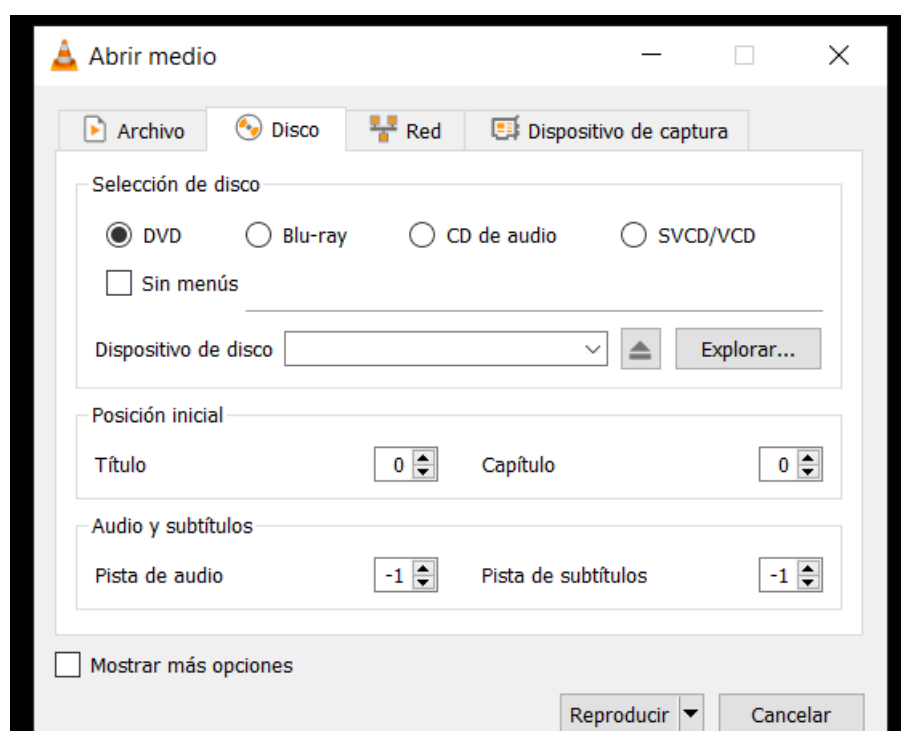 Abrir medio
Archivo Disco Red Dispositivo de captura
Selección de disco
DVD Blu-ray CD de audio SVCD/VCD
Sin menús
Dispositivo de disco Explorar...
Posición inicial
Título 0 Capítulo 0
Audio y subtítulos
Pista de audio -1 Pista de subtítulos -1
Mostrar más opciones
Reproducir Cancelar